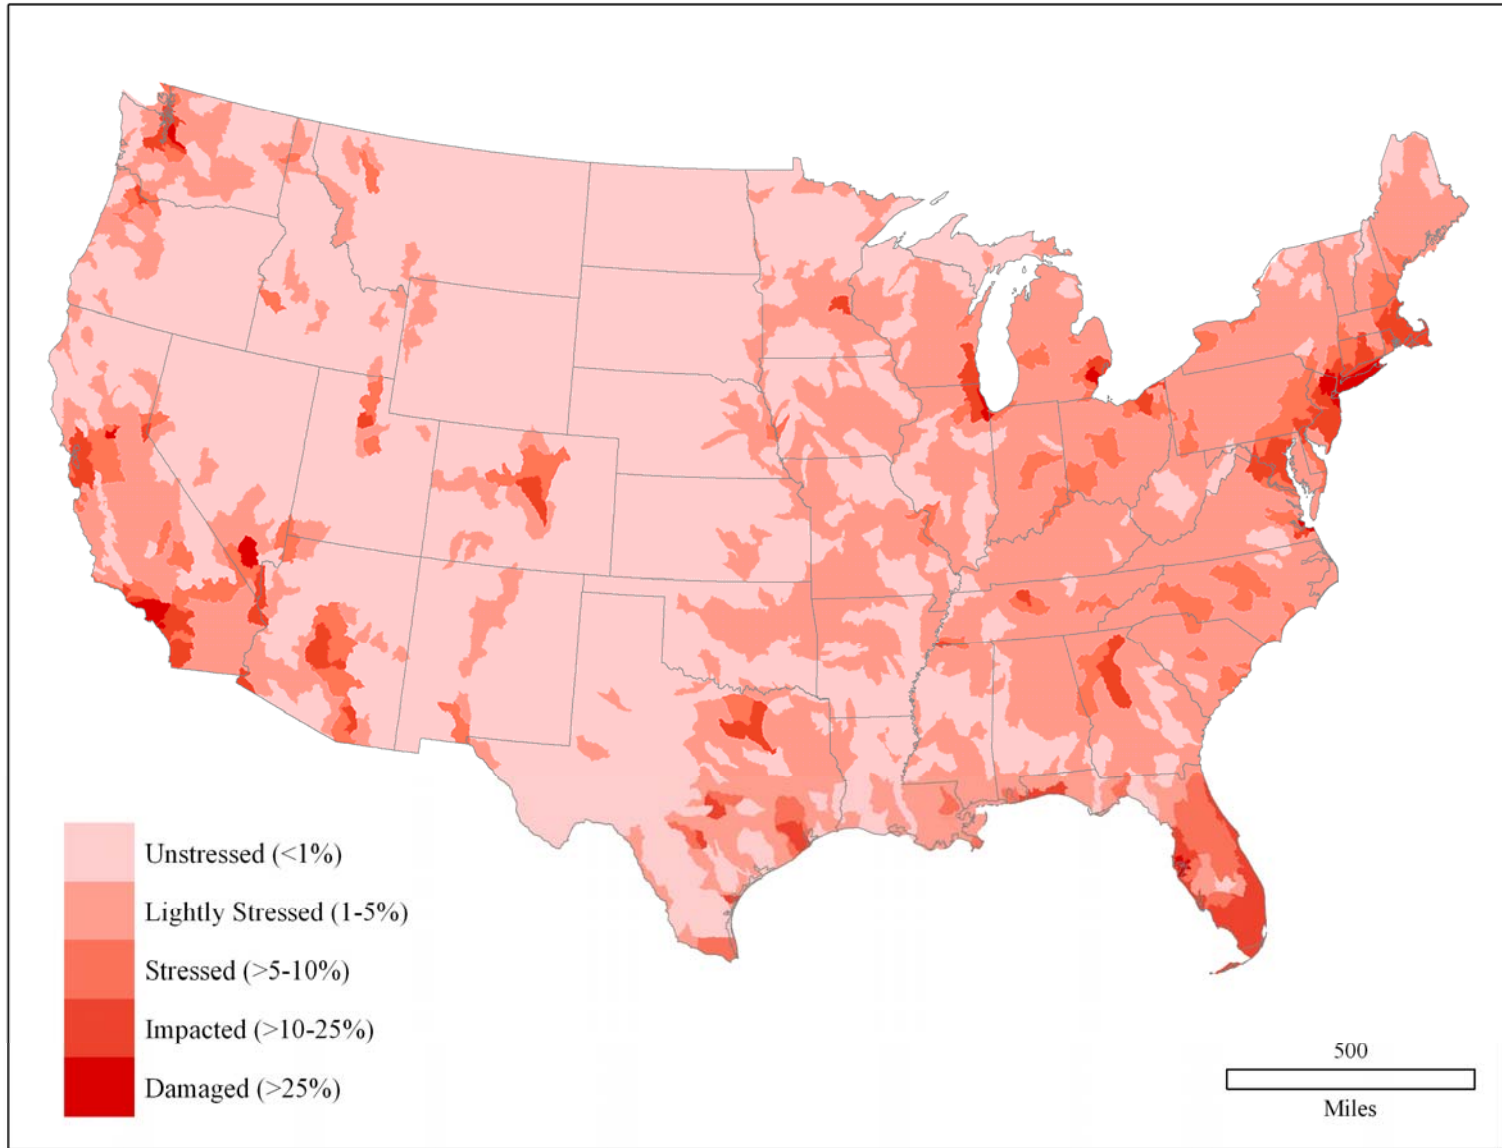 Unstressed (<1%)
Lightly Stressed (1-5%)
Stressed (>5-10%)
Impacted (>10-25%)
Damaged (>25%)
500
Miles